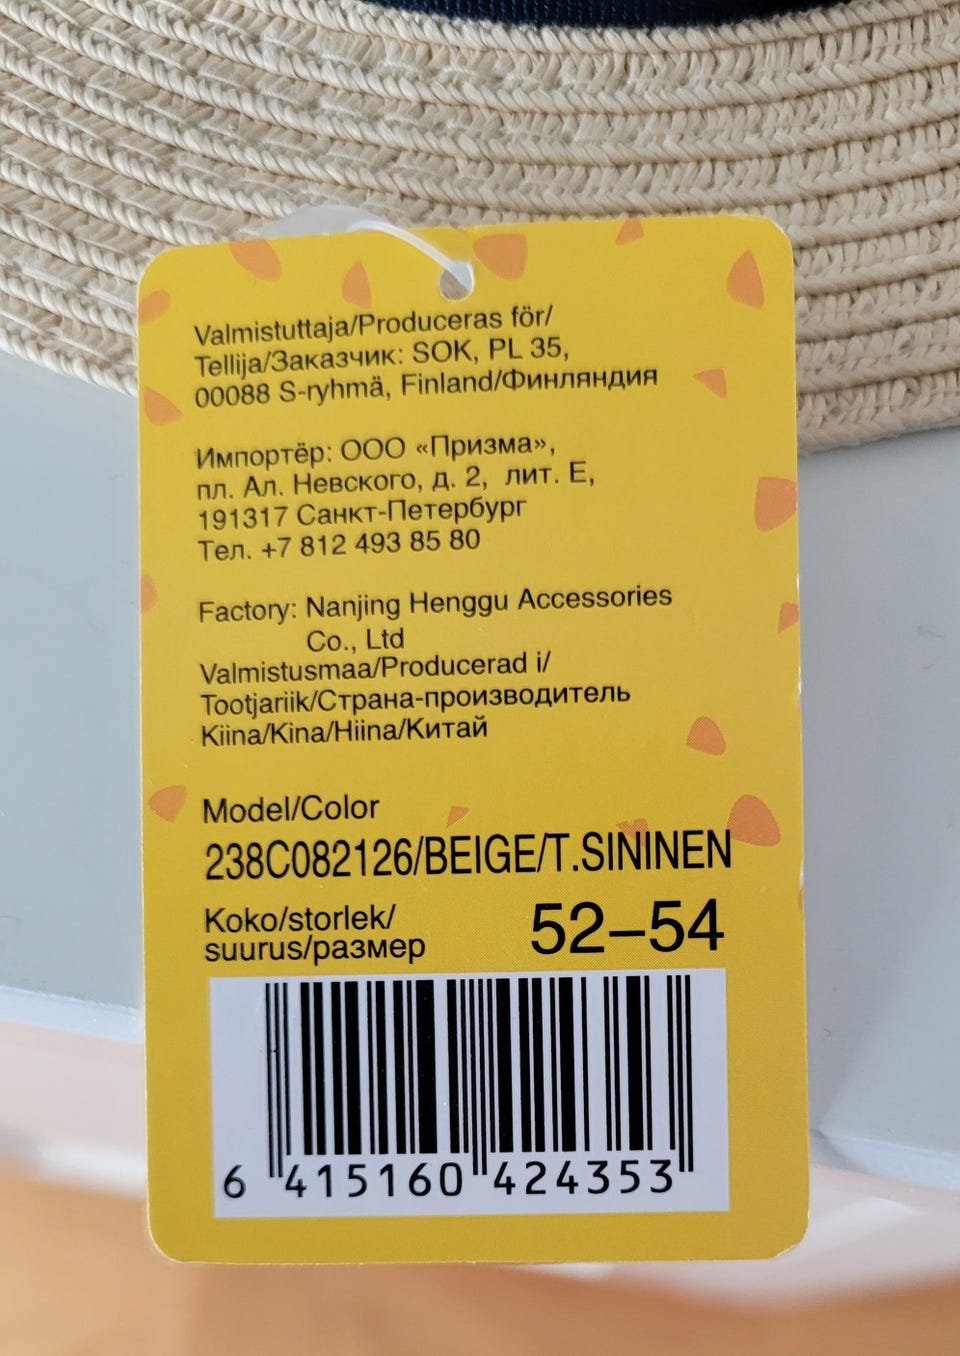 Valmistuttaja/Produceras för/
Tellija/Заказчик: SOK, PL 35,
00088 S-ryhmä, Finland/Финляндия
Импортёр: ООО «Призма»,
пл. Ал. Невского, д. 2, лит. Е,
191317 Санкт-Петербург
Тел. +7 812 493 85 80
Factory: Nanjing Henggu Accessories
Co., Ltd
Valmistusmaa/Producerad i/
Tootjariik/Страна-производитель
Kiina/Kina/Hiina/Китай
Model/Color
238C082126/BEIGE/T.SININEN
Koko/storlek/
suurus/размер 52–54
6 415160 424353